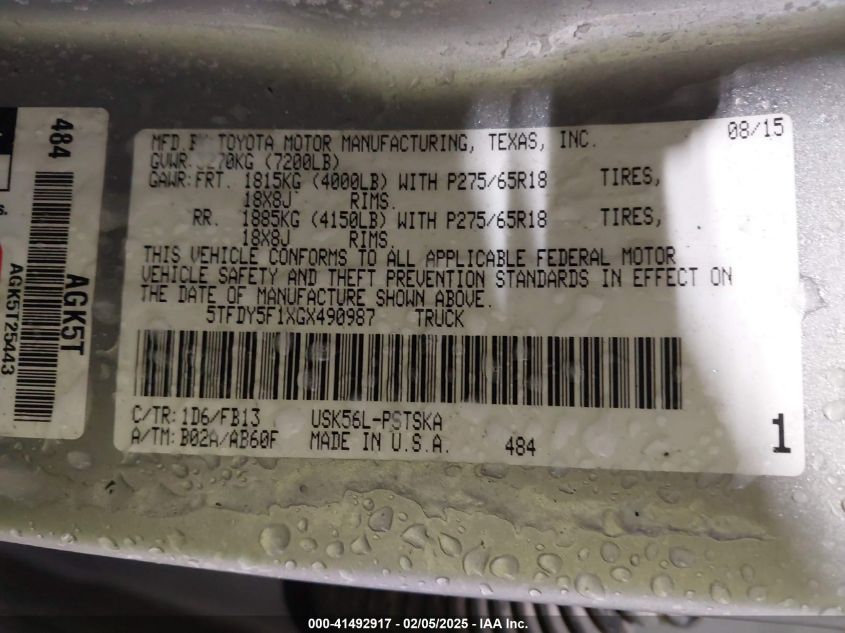 484
s.
AGK5T
AGK5T25443
MFD.B TOYOTA MOTOR MANUFACTURING, TEXAS, INC. 08/15
GVWR. 270KG (7200LB)
GAWR:FRT. 1815KG (4000LB) WITH P275/65R18 TIRES,
18X8J RIMS.
RR. 1885KG (4150LB) WITH P275/65R18 TIRES,
18X8J RIMS.
THIS VEHICLE CONFORMS TO ALL APPLICABLE FEDERAL MOTOR
VEHICLE SAFETY AND THEFT PREVENTION STANDARDS IN EFFECT ON
THE DATE OF MANUFACTURE SHOWN ABOVE.
5TFDY5F1XGX490987 TRUCK
C/TR:1D6/FB13 USK56L-PSTSKA
A/TM:B02A/AB60F MADE IN U.S.A. 484 1
000-41492917 - 02/05/2025 - IAA Inc.